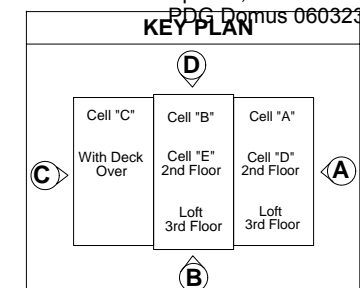 PDG Domus 060323
KEY PLAN
D
Cell "C"
Cell "B"
Cell "A"
With Deck
Over
Cell "E"
2nd Floor
Cell "D"
2nd Floor
C
A
Loft
3rd Floor
Loft
3rd Floor
B